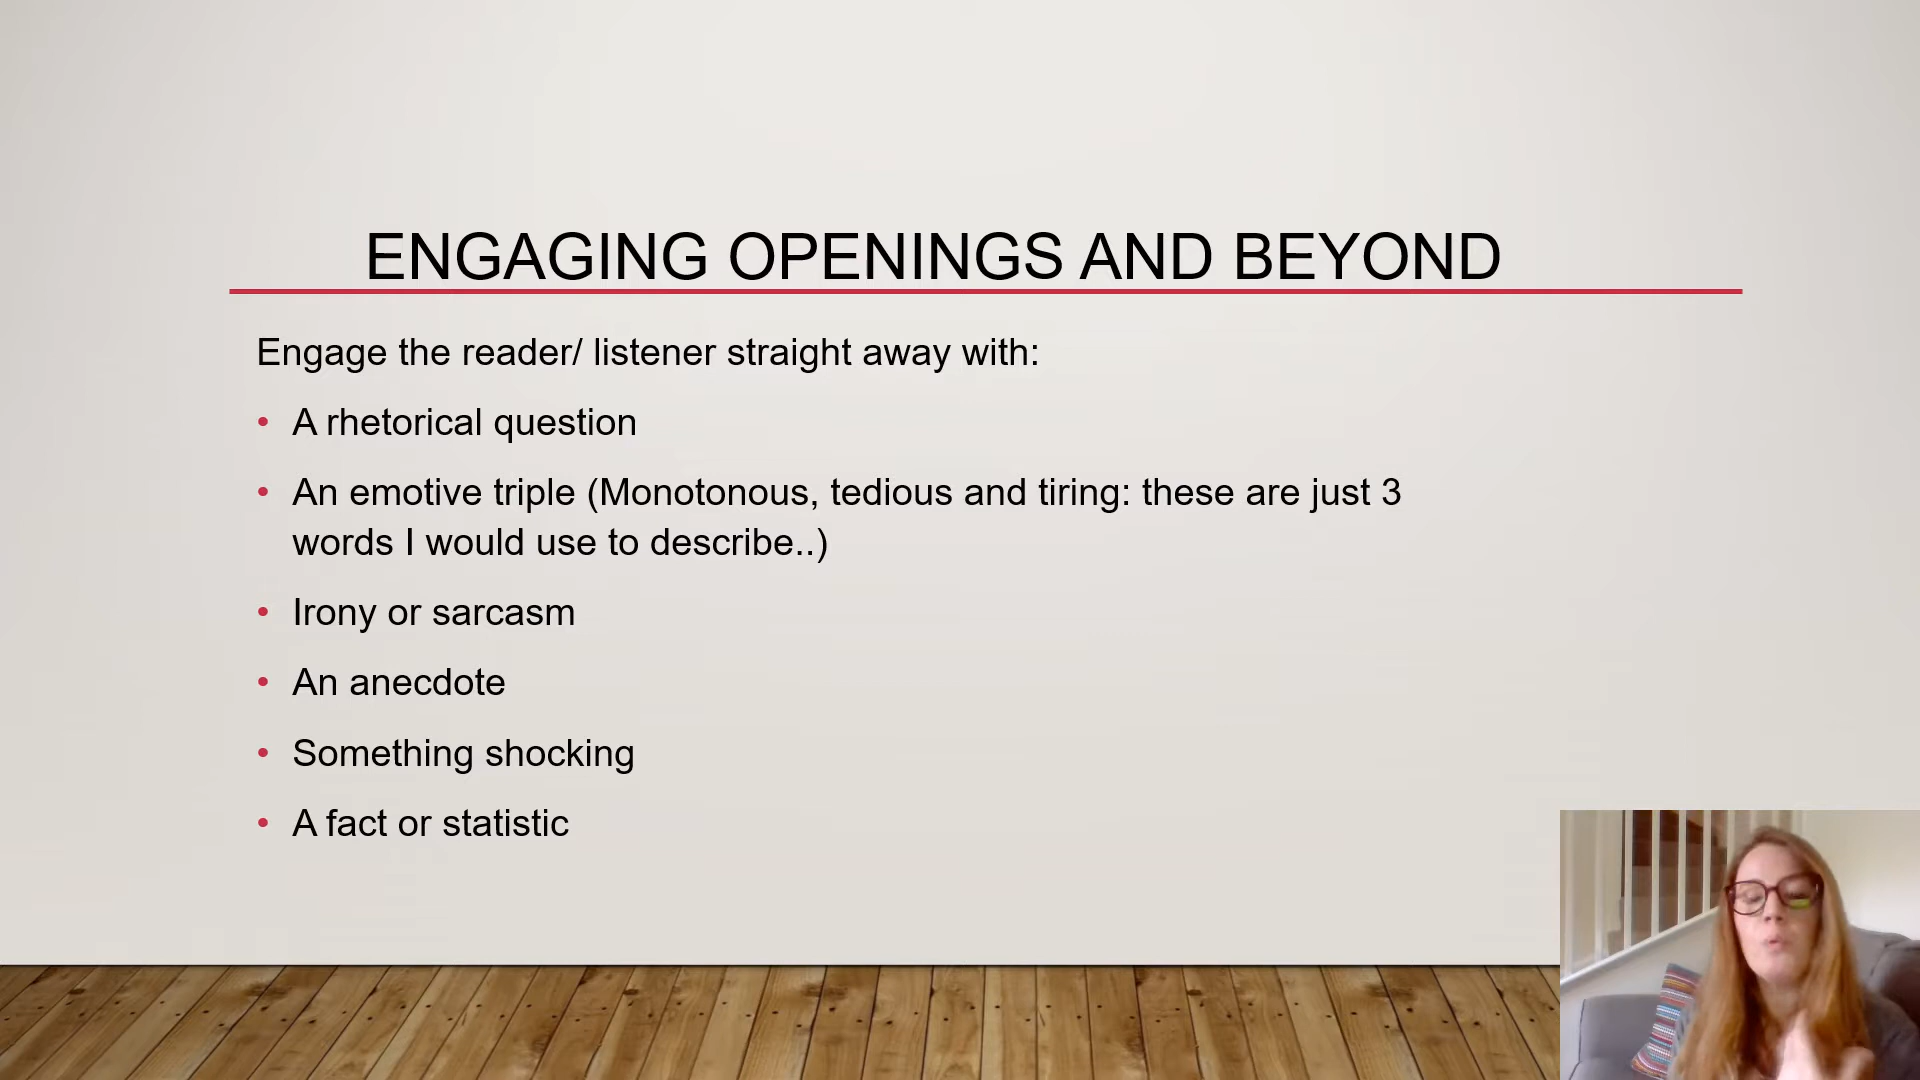 ENGAGING OPENINGS AND BEYOND
Engage the reader/ listener straight away with:
• A rhetorical question
• An emotive triple (Monotonous, tedious and tiring: these are just 3
words I would use to describe..)
• Irony or sarcasm
• An anecdote
• Something shocking
• A fact or statistic